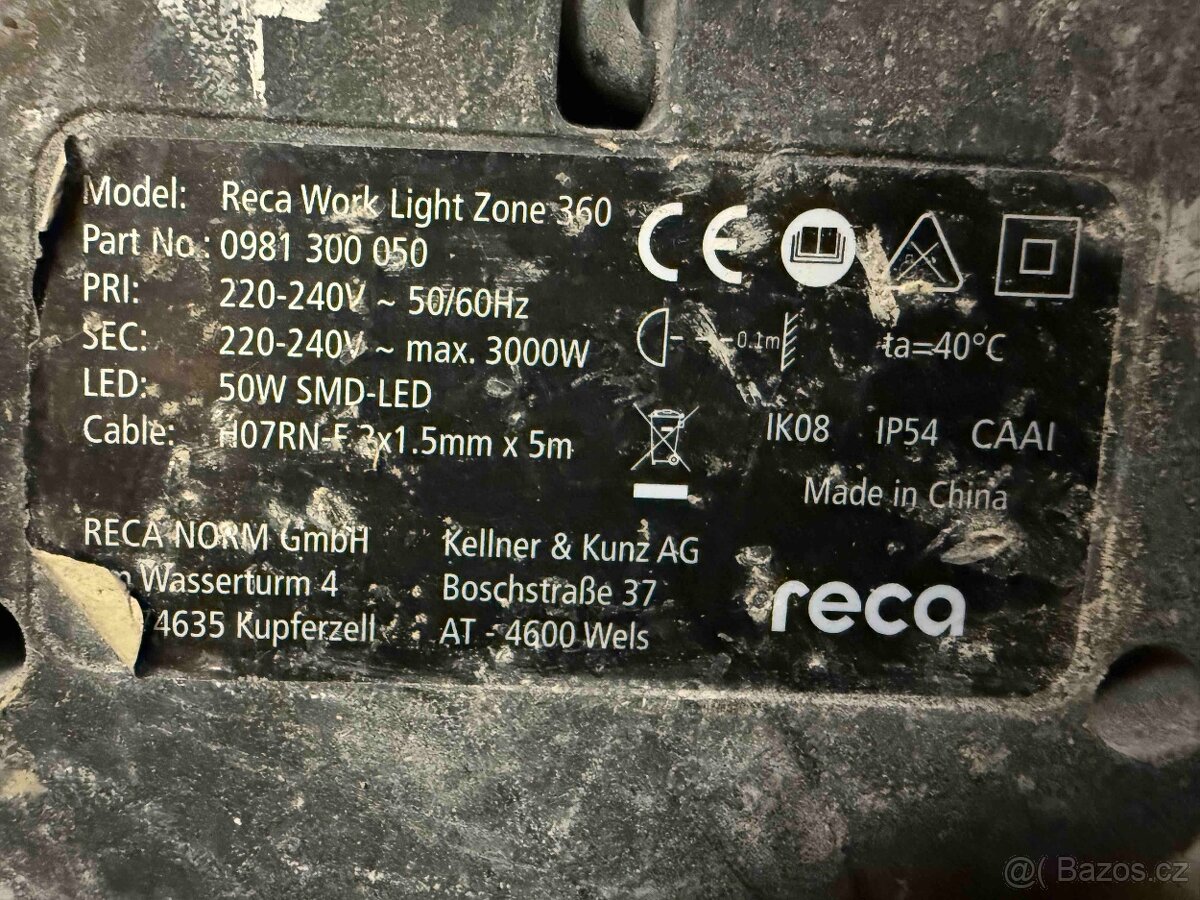 Model: Reca Work Light Zone 360
Part No.: 0981 300 050
PRI: 220-240V ~ 50/60Hz
SEC: 220-240V ~ max. 3000W
LED: 50W SMD-LED
Cable: H07RN-F x1.5mm x 5m
CE
0.1m
ta=40°C
IK08 IP54 CAAI
Made in China
RECA NORM GmbH
Wasserturm 4
4635 Kupferzell
Kellner & Kunz AG
Boschstraße 37
AT - 4600 Wels
reca
@( Bazos.cz